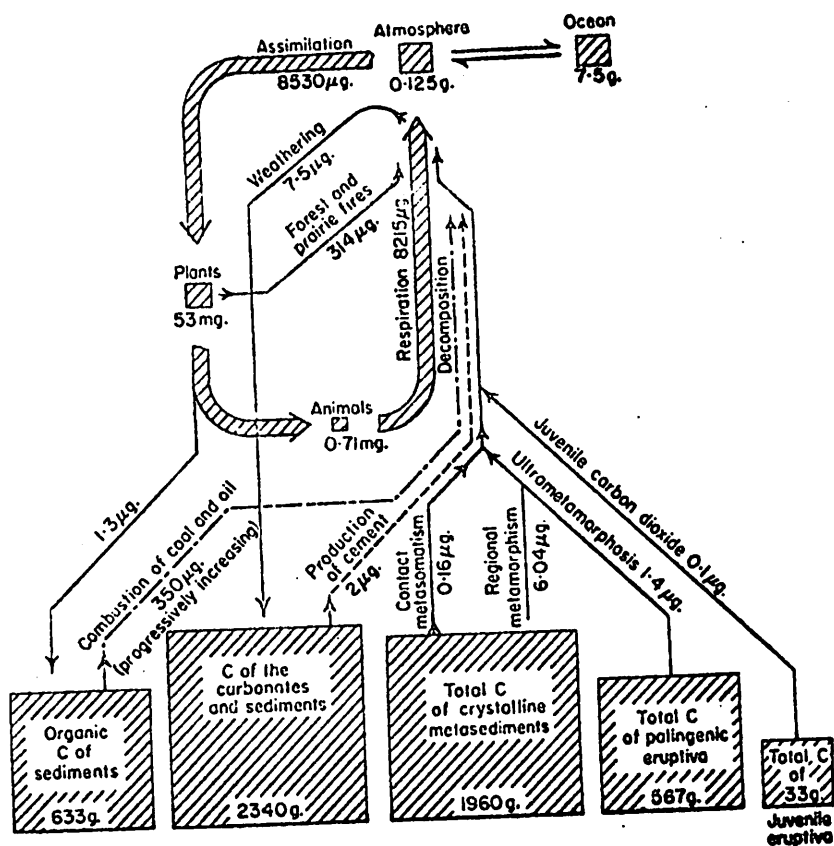 Atmosphere
0·125g.
Ocean
7·5g.
Assimilation
8530μg.
Weathering
7·5μg.
Forest and
prairie fires
314μg.
Respiration 8215μg
Decomposition
Plants
53mg.
Animals
0·71mg.
1·3μg.
Combustion of coal and oil
350μg.
(progressively increasing)
Production
of cement
2μg.
Contact
metasomatism
0·16μg.
Regional
metamorphism
6·04μg.
Ultrametamorphosis 1·4μg.
Juvenile carbon dioxide 0·1μg.
Organic
C of
sediments
633g.
C of the
carbonates
and sediments
2340g.
Total C
of crystalline
metasediments
1960g.
Total C
of palingenic
eruptiva
567g.
Total C
of
33g.
Juvenile
eruptiva